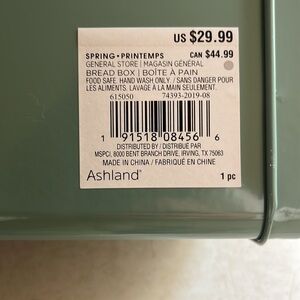 US $29.99
SPRING • PRINTEMPS CAN $44.99
GENERAL STORE | MAGASIN GÉNÉRAL
BREAD BOX | BOÎTE À PAIN
FOOD SAFE. HAND WASH ONLY. / SANS DANGER POUR
LES ALIMENTS. LAVAGE À LA MAIN SEULEMENT.
615050 74393-2019-08
1 91518 08456 6
DISTRIBUTED BY / DISTRIBUÉ PAR
MSPCI, 8000 BENT BRANCH DRIVE, IRVING, TX 75063
MADE IN CHINA / FABRIQUÉ EN CHINE
Ashland 1 pc